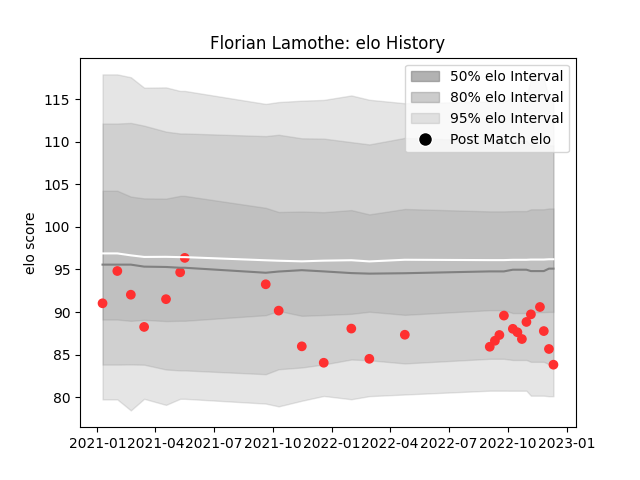 Florian Lamothe: elo History
50% elo Interval
80% elo Interval
95% elo Interval
Post Match elo
elo score
115
110
105
100
95
90
85
80
2021-01 2021-04 2021-07 2021-10 2022-01 2022-04 2022-07 2022-10 2023-01